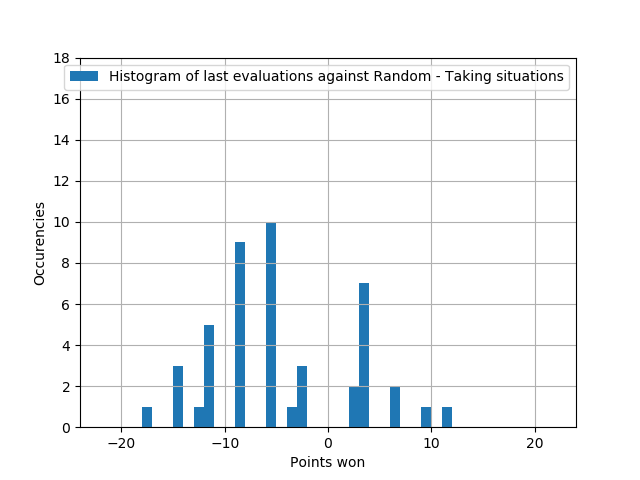 Histogram of last evaluations against Random - Taking situations
18
16
14
12
10
8
6
4
2
0
Occurencies
−20 −10 0 10 20
Points won